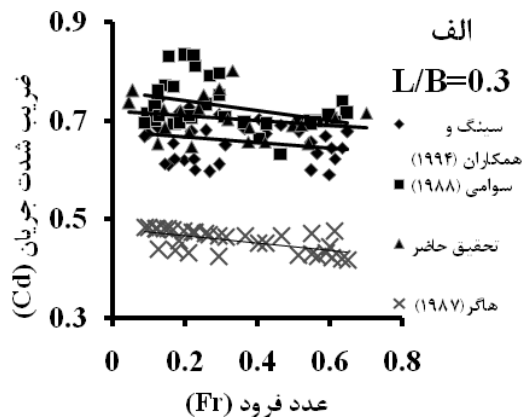 الف
L/B=0.3
سینگ و
همکاران (۱۹۹۴)
سوامی (۱۹۸۸)
تحقیق حاضر
هاگر (۱۹۸۷)
ضریب شدت جریان (Cd)
0.9
0.7
0.5
0.3
0 0.2 0.4 0.6 0.8
عدد فرود (Fr)